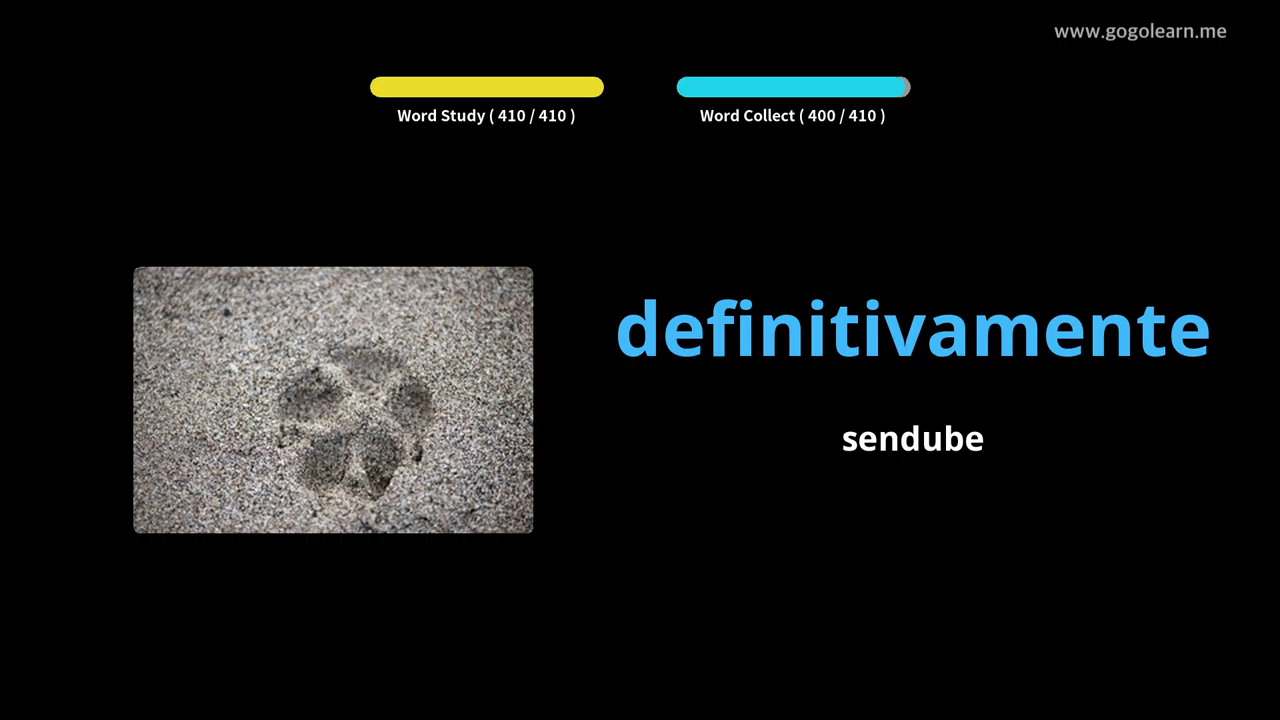 www.gogolearn.me
Word Study ( 410 / 410 )
Word Collect ( 400 / 410 )
definitivamente
sendube